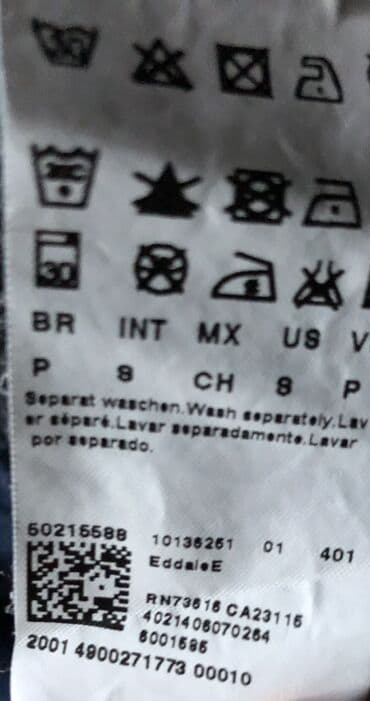 30
30
BR INT MX US V
P S CH S P
Separat waschen.Wash separately.Lav
er séparé.Lavar separadamente.Lavar
por separado.
50215588
10136251 01 401
EddaleE
RN73616 CA23115
4021406070264
6001595
2001 4900271773 00010